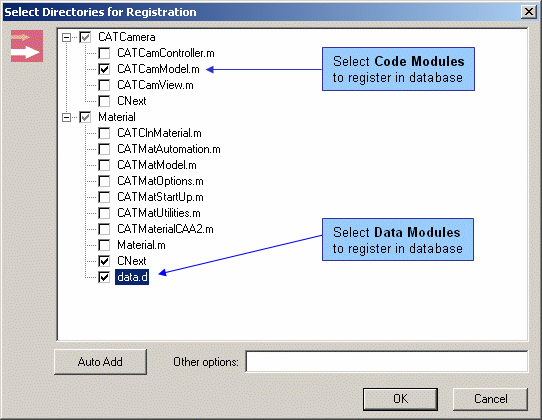 Select Directories for Registration
CATCamera
CATCamController.m
CATCamModel.m
CATCamView.m
CNext
Material
CATCInMaterial.m
CATMatAutomation.m
CATMatModel.m
CATMatOptions.m
CATMatStartUp.m
CATMatUtilities.m
CATMaterialCAA2.m
Material.m
CNext
data.d
Select Code Modules
to register in database
Select Data Modules
to register in database
Auto Add
Other options:
OK
Cancel